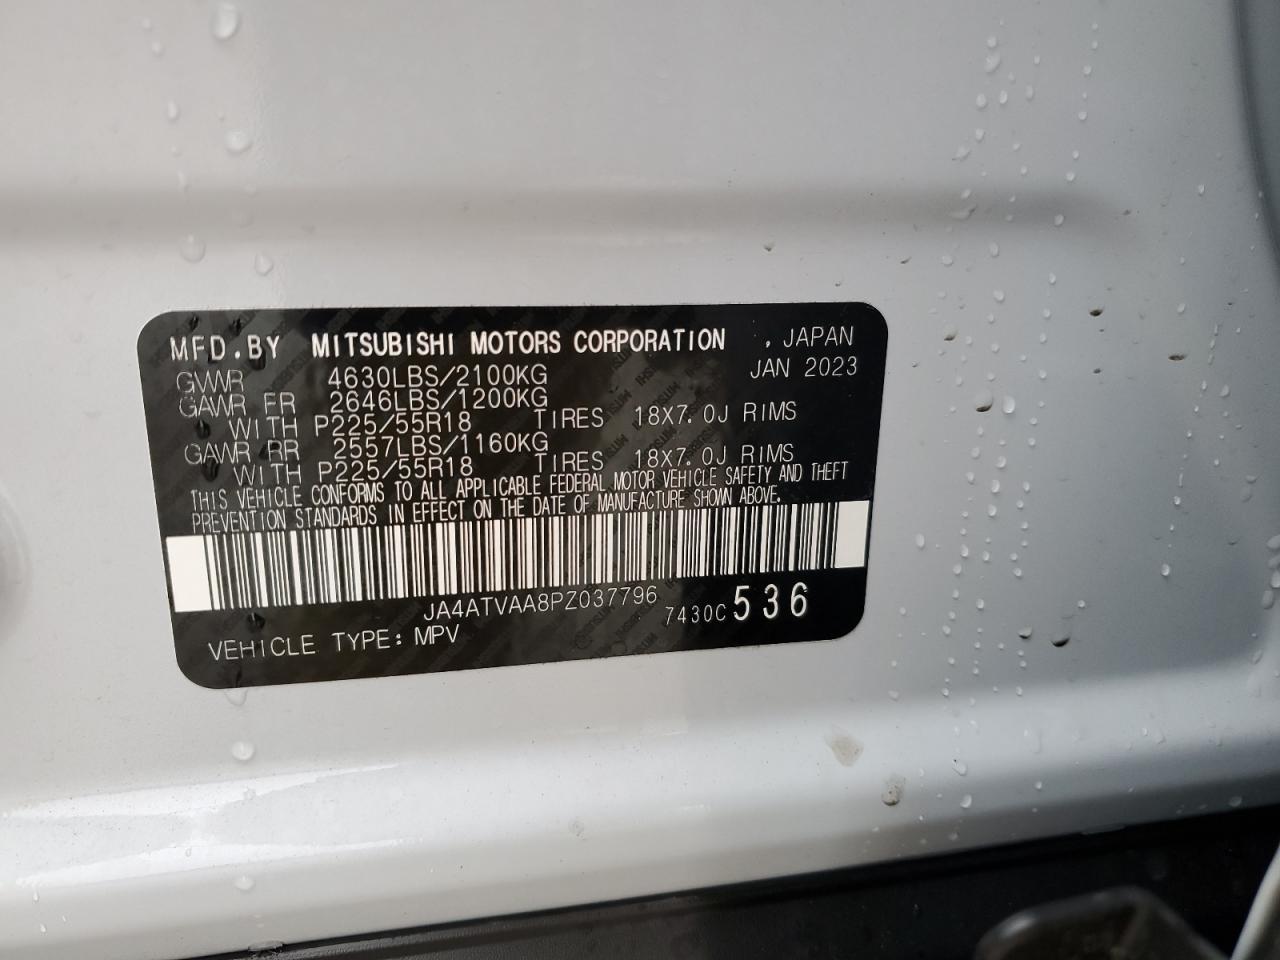 MFD.BY MITSUBISHI MOTORS CORPORATION , JAPAN
GVWR 4630LBS/2100KG JAN 2023
GAWR FR 2646LBS/1200KG
WITH P225/55R18 TIRES 18X7.0J RIMS
GAWR RR 2557LBS/1160KG
WITH P225/55R18 TIRES 18X7.0J RIMS
THIS VEHICLE CONFORMS TO ALL APPLICABLE FEDERAL MOTOR VEHICLE SAFETY AND THEFT
PREVENTION STANDARDS IN EFFECT ON THE DATE OF MANUFACTURE SHOWN ABOVE.
JA4ATVAA8PZ037796 7430C 536
VEHICLE TYPE: MPV